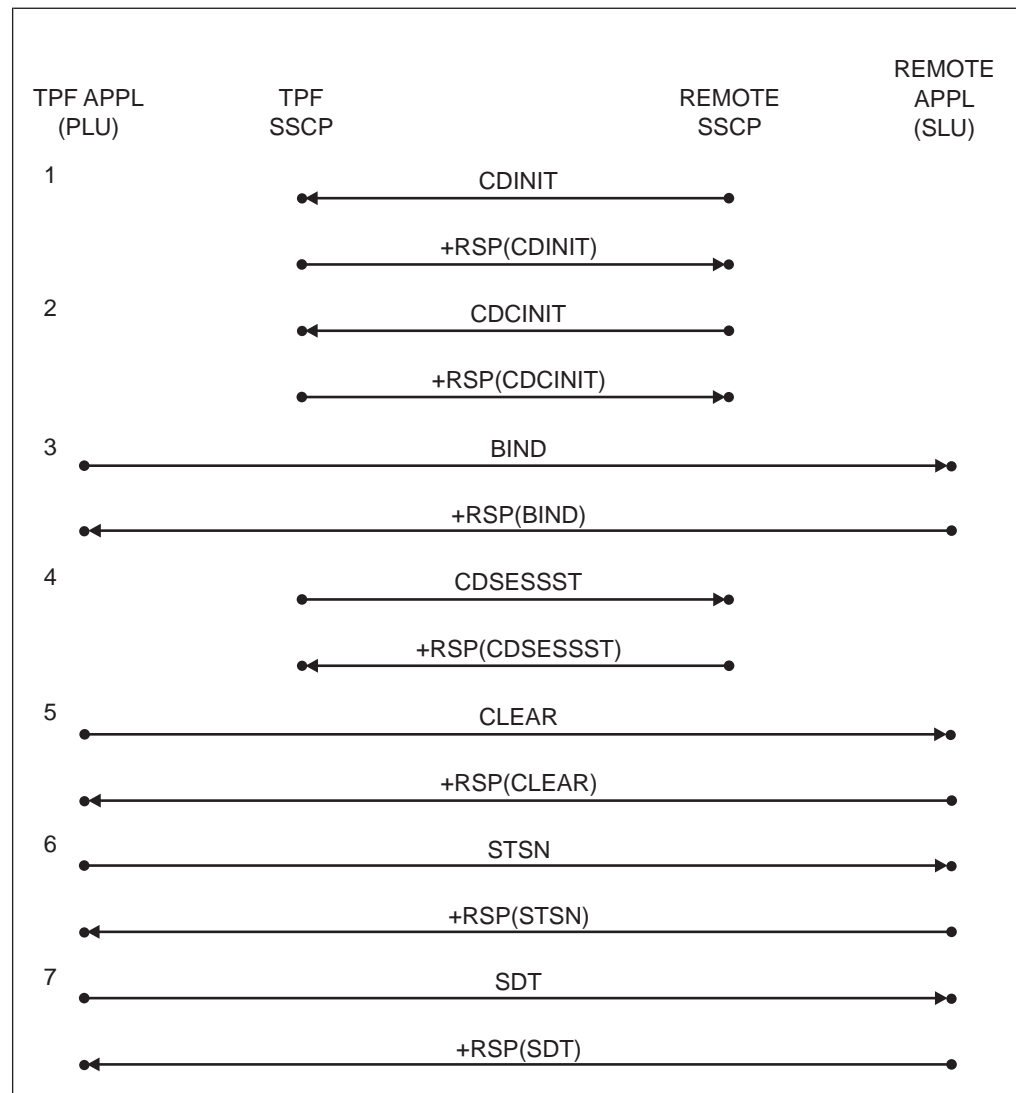 TPF APPL
(PLU)
TPF
SSCP
REMOTE
SSCP
REMOTE
APPL
(SLU)
1
CDINIT
+RSP(CDINIT)
2
CDCINIT
+RSP(CDCINIT)
3
BIND
+RSP(BIND)
4
CDSESSST
+RSP(CDSESSST)
5
CLEAR
+RSP(CLEAR)
6
STSN
+RSP(STSN)
7
SDT
+RSP(SDT)